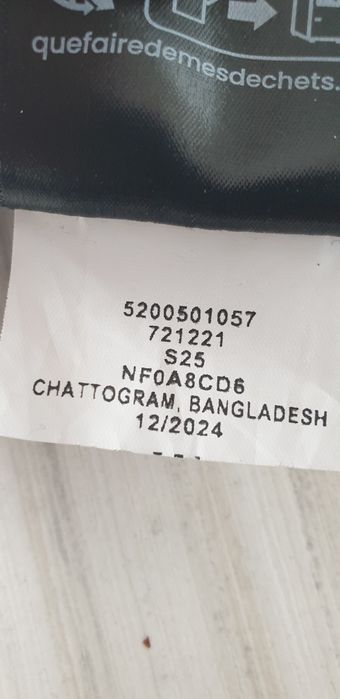 quefairedemesdechets.
5200501057
721221
S25
NF0A8CD6
CHATTOGRAM, BANGLADESH
12/2024